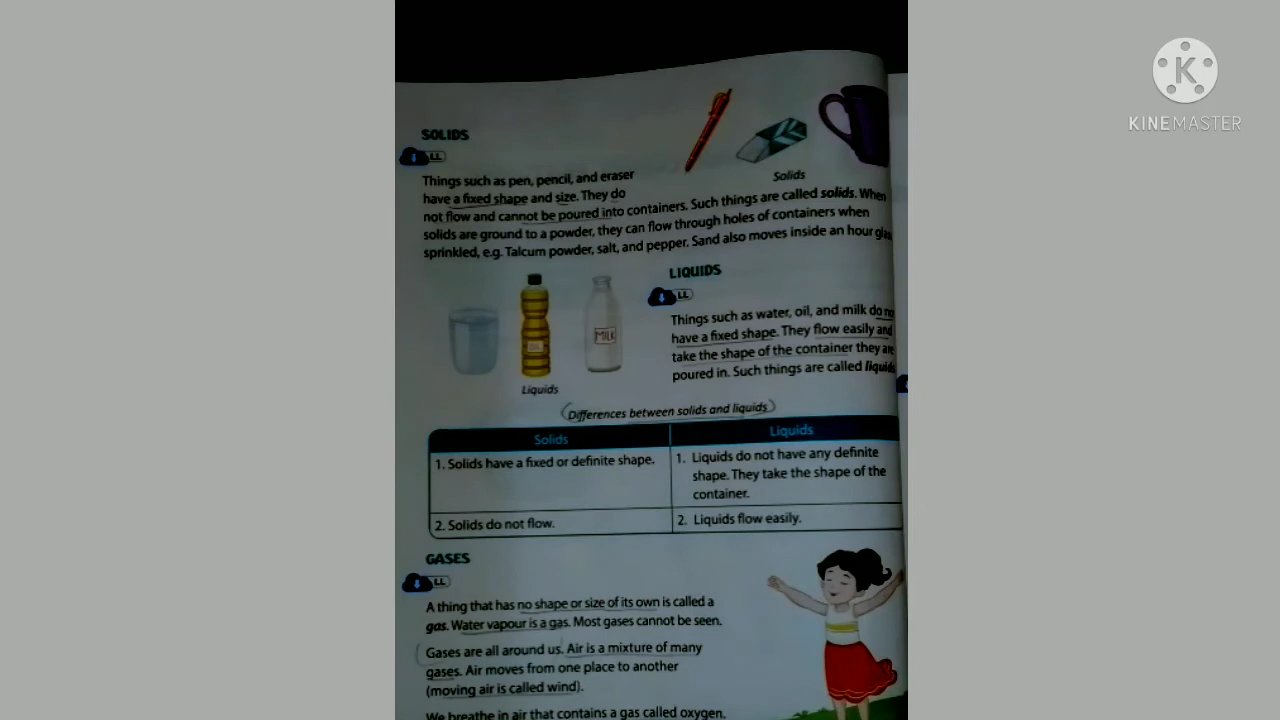 KINEMASTER
SOLIDS
LL
Things such as pen, pencil, and eraser
have a fixed shape and size. They do
not flow and cannot be poured into containers. Such things are called solids. When
solids are ground to a powder, they can flow through holes of containers when
sprinkled, e.g. Talcum powder, salt, and pepper. Sand also moves inside an hour
Solids
LIQUIDS
LL
Things such as water, oil, and milk do
have a fixed shape. They flow easily and
take the shape of the container they
poured in. Such things are called
MILK
Liquids
Differences between solids and liquids
Solids
Liquids
1. Solids have a fixed or definite shape.
1. Liquids do not have any definite
shape. They take the shape of the
container.
2. Solids do not flow.
2. Liquids flow easily.
GASES
LL
A thing that has no shape or size of its own is called a
gas. Water vapour is a gas. Most gases cannot be seen.
Gases are all around us. Air is a mixture of many
gases. Air moves from one place to another
(moving air is called wind).
We breathe in air that contains a gas called oxygen.